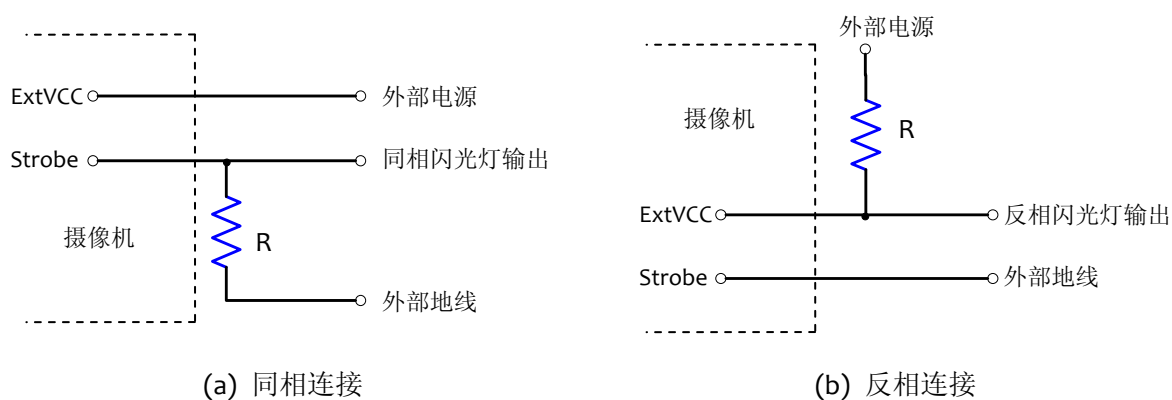 ExtVCC
外部电源
Strobe
同相闪光灯输出
摄像机
R
外部地线
(a) 同相连接
外部电源
摄像机
R
ExtVCC
反相闪光灯输出
Strobe
外部地线
(b) 反相连接